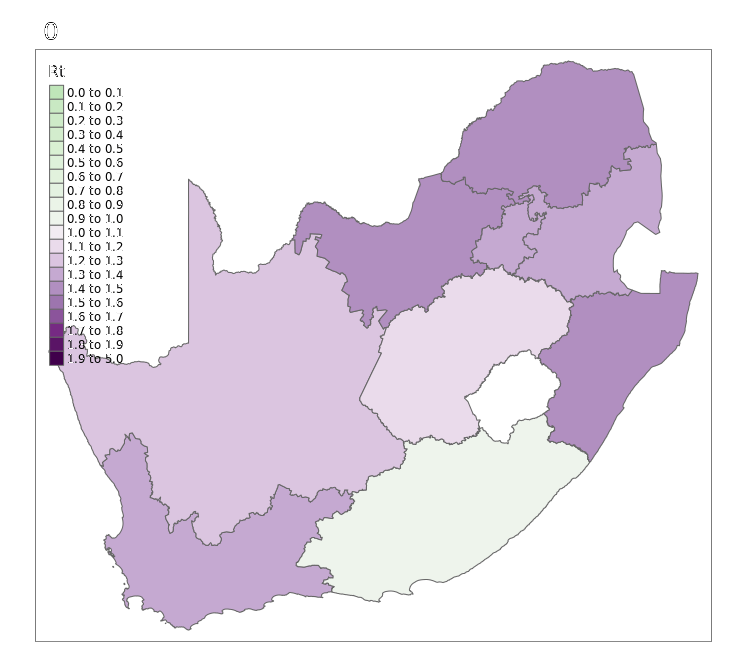 0
Rt
0.0 to 0.1
0.1 to 0.2
0.2 to 0.3
0.3 to 0.4
0.4 to 0.5
0.5 to 0.6
0.6 to 0.7
0.7 to 0.8
0.8 to 0.9
0.9 to 1.0
1.0 to 1.1
1.1 to 1.2
1.2 to 1.3
1.3 to 1.4
1.4 to 1.5
1.5 to 1.6
1.6 to 1.7
1.7 to 1.8
1.8 to 1.9
1.9 to 5.0